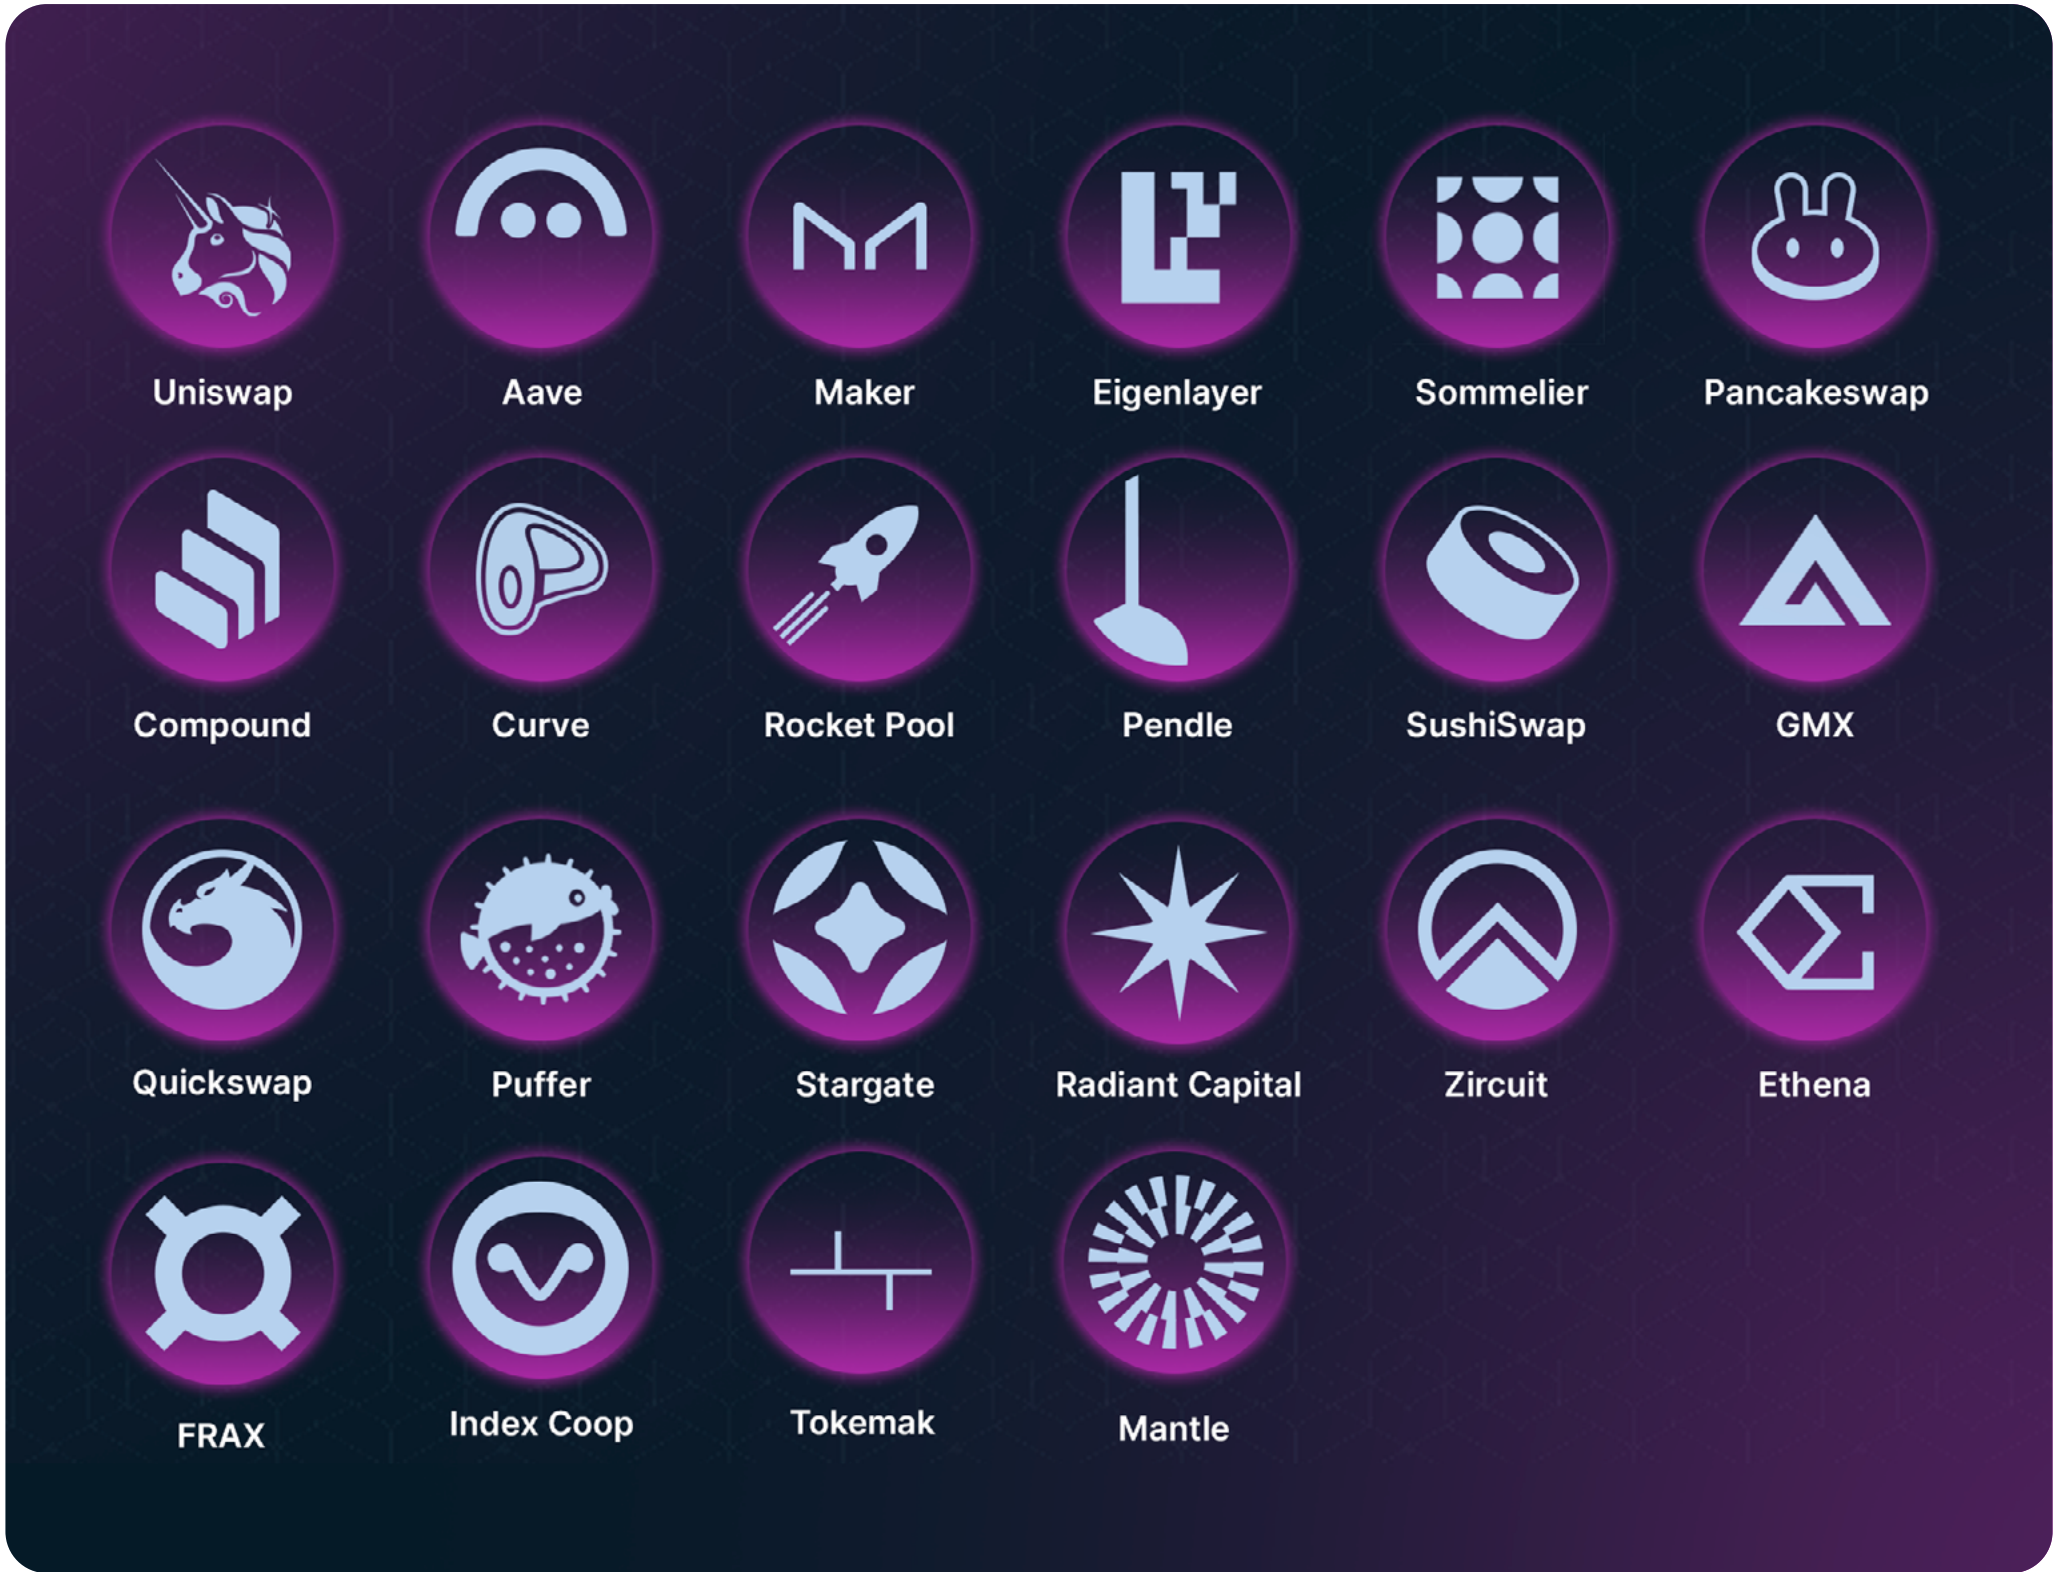 Uniswap
Aave
Maker
Eigenlayer
Sommelier
Pancakeswap
Compound
Curve
Rocket Pool
Pendle
SushiSwap
GMX
Quickswap
Puffer
Stargate
Radiant Capital
Zircuit
Ethena
FRAX
Index Coop
Tokemak
Mantle